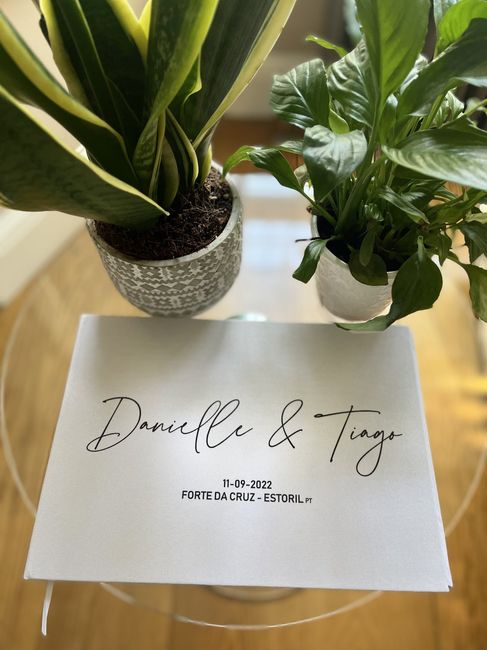 Danielle & Tiago
11-09-2022
FORTE DA CRUZ - ESTORIL PT